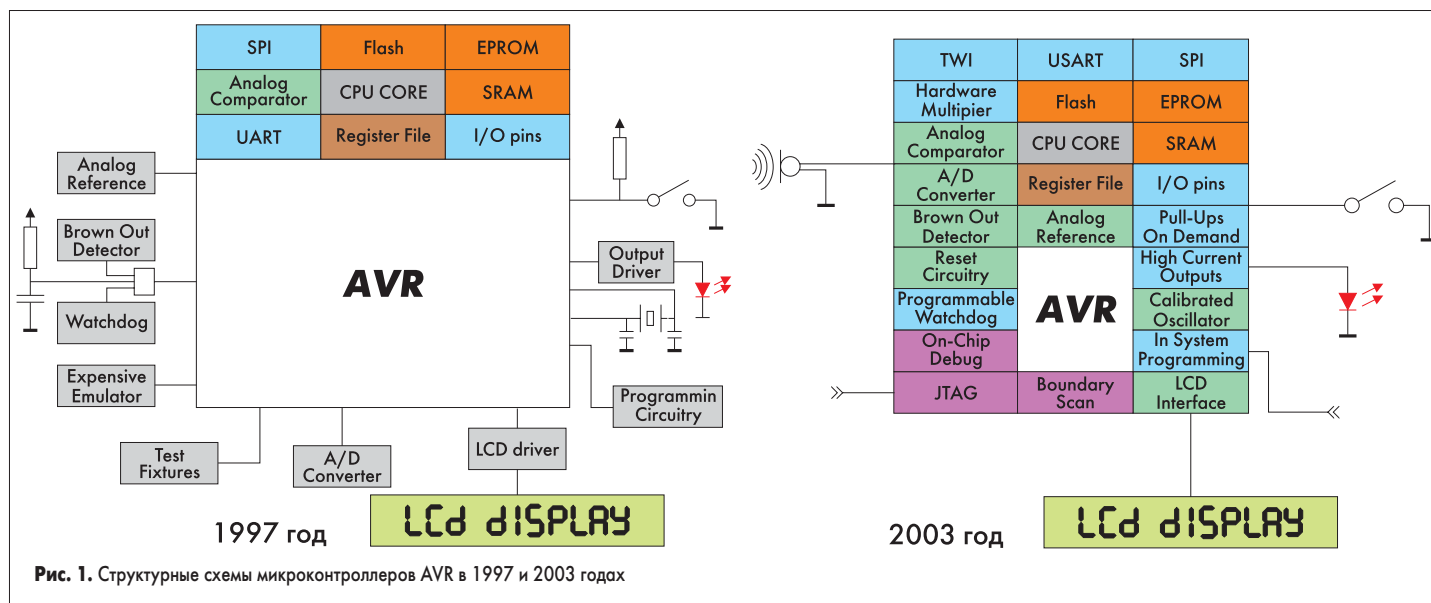 SPI
Flash
EPROM
Analog
Comparator
CPU CORE
SRAM
UART
Register File
I/O pins
Analog
Reference
Brown Out
Detector
Watchdog
Expensive
Emulator
Test
Fixtures
A/D
Converter
LCD driver
Programmin
Circuitry
Output
Driver
AVR
LCd dISPLAY
1997 год
TWI
USART
SPI
Hardware
Multipier
Flash
EPROM
Analog
Comparator
CPU CORE
SRAM
A/D
Converter
Register File
I/O pins
Brown Out
Detector
Analog
Reference
Pull-Ups
On Demand
Reset
Circuitry
High Current
Outputs
Programmable
Watchdog
AVR
Calibrated
Oscillator
On-Chip
Debug
In System
Programming
JTAG
Boundary
Scan
LCD
Interface
LCd dISPLAY
2003 год
Рис. 1. Структурные схемы микроконтроллеров AVR в 1997 и 2003 годах